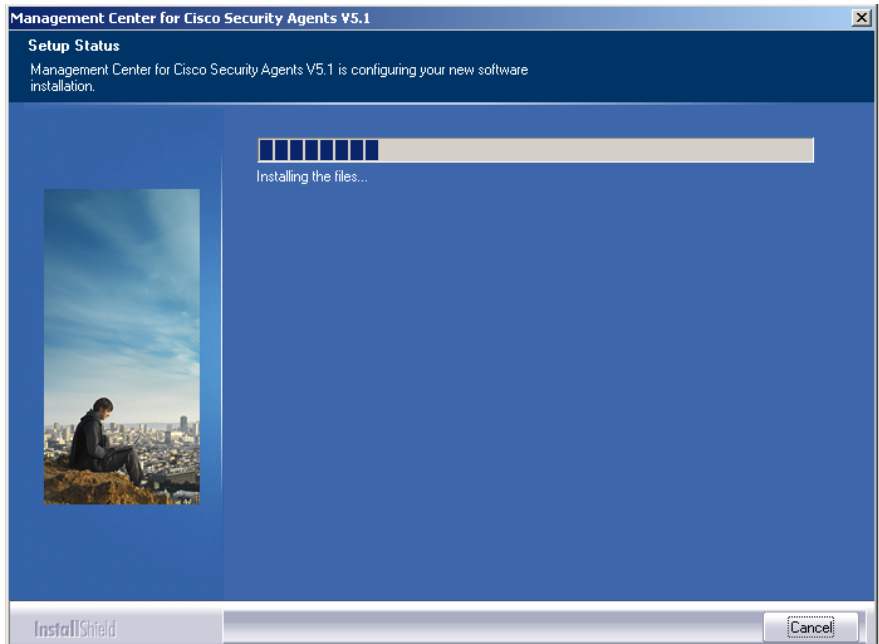 Management Center for Cisco Security Agents V5.1
Setup Status
Management Center for Cisco Security Agents V5.1 is configuring your new software
installation.
Installing the files...
InstallShield
Cancel